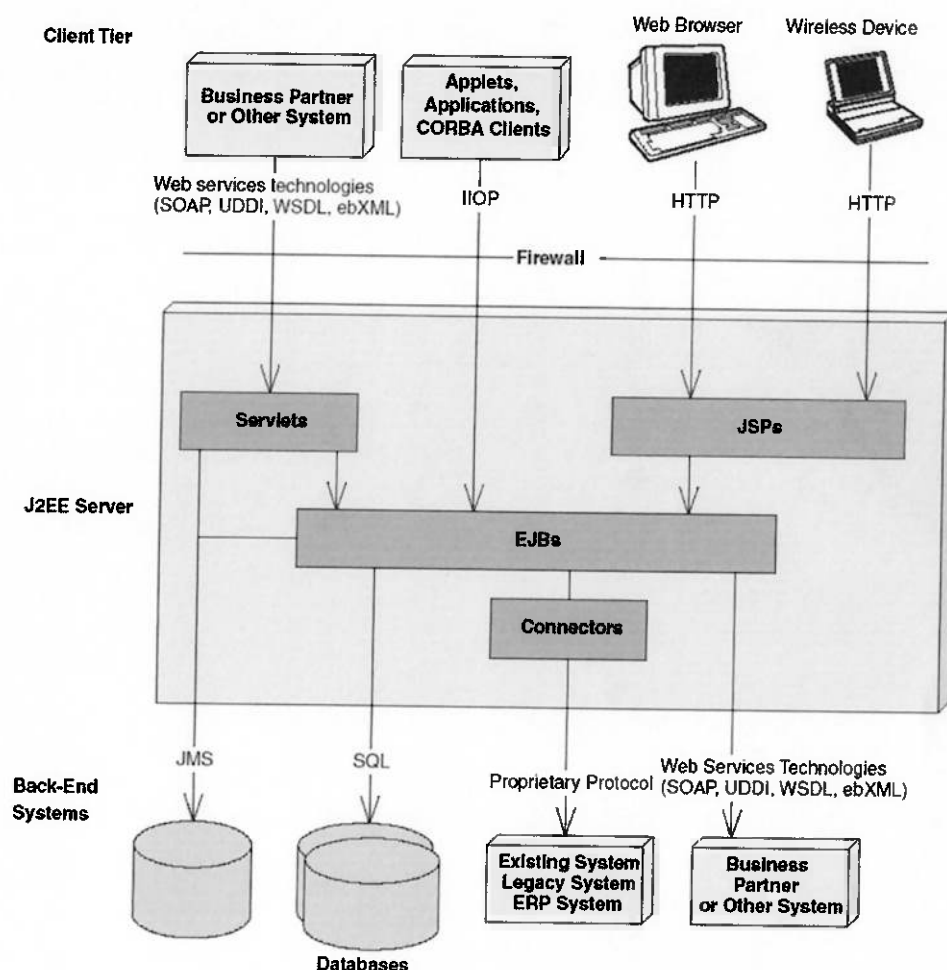 Client Tier
Web Browser
Wireless Device
Business Partner
or Other System
Applets,
Applications,
CORBA Clients
Web services technologies
(SOAP, UDDI, WSDL, ebXML)
IIOP
HTTP
HTTP
Firewall
Servlets
JSPs
J2EE Server
EJBs
Connectors
JMS
SQL
Back-End
Systems
Proprietary Protocol
Web Services Technologies
(SOAP, UDDI, WSDL, ebXML)
Existing System
Legacy System
ERP System
Business
Partner
or Other System
Databases